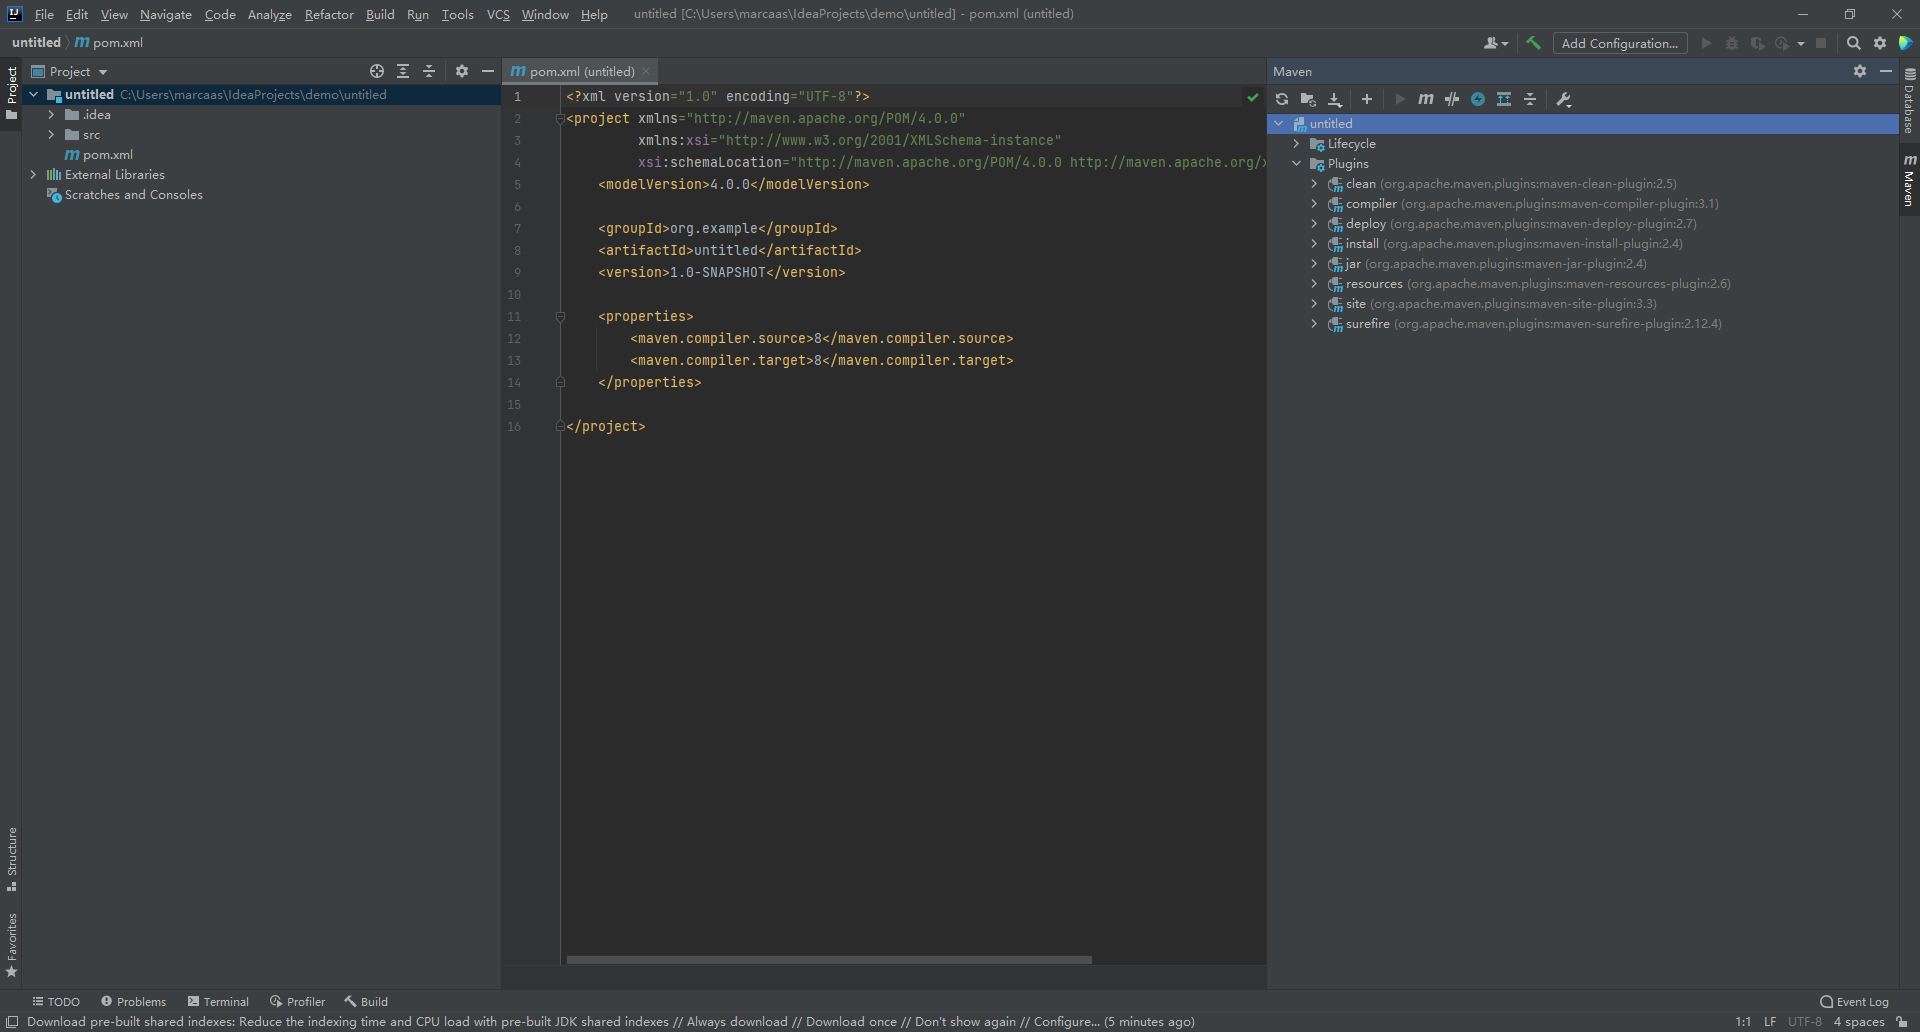 File Edit View Navigate Code Analyze Refactor Build Run Tools VCS Window Help untitled [C:\Users\marcaas\IdeaProjects\demo\untitled] - pom.xml (untitled)
untitled m pom.xml
Add Configuration...
Project
pom.xml (untitled)
Maven
Project
untitled C:\Users\marcaas\IdeaProjects\demo\untitled
.idea
src
pom.xml
External Libraries
Scratches and Consoles
1 <?xml version="1.0" encoding="UTF-8"?>
2 <project xmlns="http://maven.apache.org/POM/4.0.0"
3 xmlns:xsi="http://www.w3.org/2001/XMLSchema-instance"
4 xsi:schemaLocation="http://maven.apache.org/POM/4.0.0 http://maven.apache.org/x
5 <modelVersion>4.0.0</modelVersion>
6
7 <groupId>org.example</groupId>
8 <artifactId>untitled</artifactId>
9 <version>1.0-SNAPSHOT</version>
10
11 <properties>
12 <maven.compiler.source>8</maven.compiler.source>
13 <maven.compiler.target>8</maven.compiler.target>
14 </properties>
15
16 </project>
untitled
Lifecycle
Plugins
clean (org.apache.maven.plugins:maven-clean-plugin:2.5)
compiler (org.apache.maven.plugins:maven-compiler-plugin:3.1)
deploy (org.apache.maven.plugins:maven-deploy-plugin:2.7)
install (org.apache.maven.plugins:maven-install-plugin:2.4)
jar (org.apache.maven.plugins:maven-jar-plugin:2.4)
resources (org.apache.maven.plugins:maven-resources-plugin:2.6)
site (org.apache.maven.plugins:maven-site-plugin:3.3)
surefire (org.apache.maven.plugins:maven-surefire-plugin:2.12.4)
Database
Maven
Structure
Favorites
TODO Problems Terminal Profiler Build Event Log
Download pre-built shared indexes: Reduce the indexing time and CPU load with pre-built JDK shared indexes // Always download // Download once // Don't show again // Configure... (5 minutes ago) 1:1 LF UTF-8 4 spaces